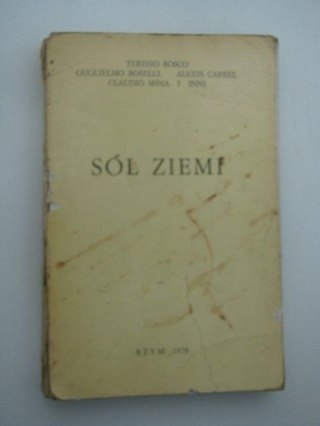 TERESIO BOSCO
GUGLIELMO BOSELLI ALEXIS CARREL
CLAUDIO MINA I INNI
SÓL ZIEMI
RZYM, 1978